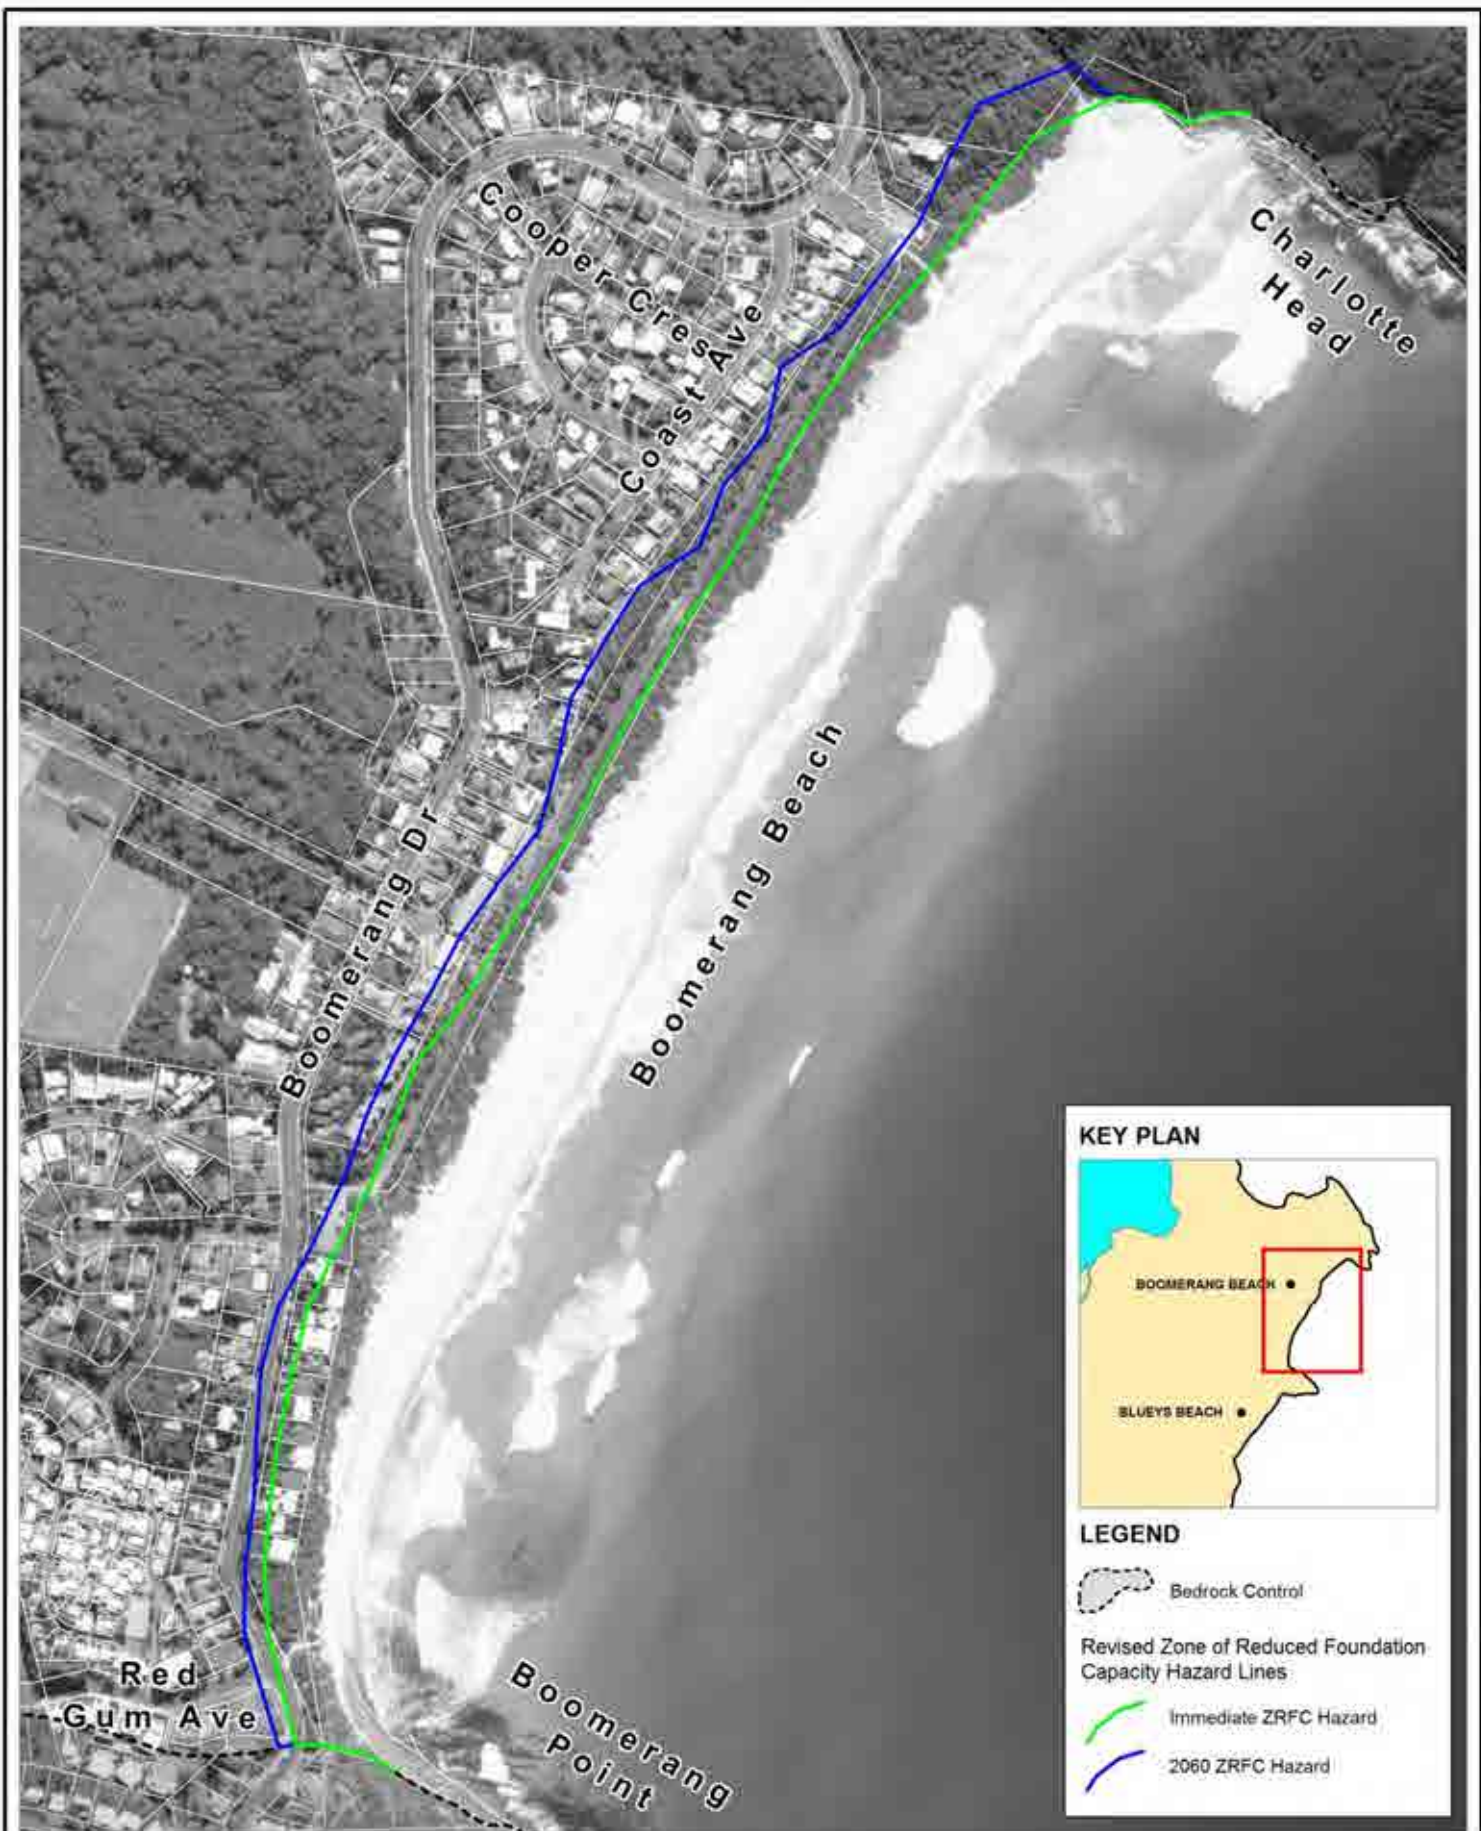 Cooper Cres
Coast Ave
Charlotte
Head
Boomerang Dr
Boomerang Beach
Red
Gum Ave
Boomerang
Point
KEY PLAN
BOOMERANG BEACH
BLUEYS BEACH
LEGEND
Bedrock Control
Revised Zone of Reduced Foundation
Capacity Hazard Lines
Immediate ZRFC Hazard
2060 ZRFC Hazard